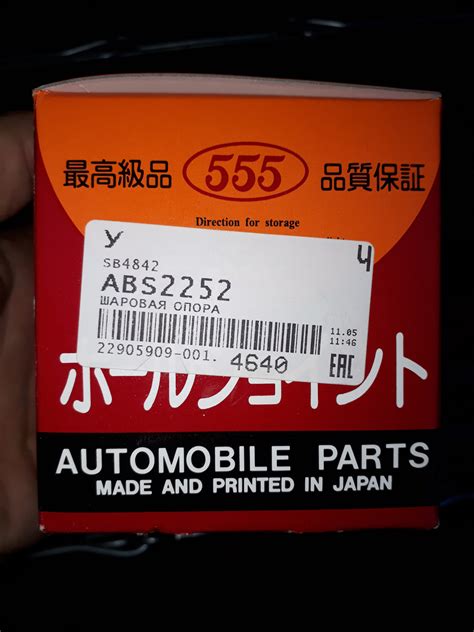 最高級品 555 品質保証
Direction for storage
У Ч
SB4842
ABS2252
ШАРОВАЯ ОПОРА
11.05
11:46
22905909-001. 4640 EAC
ボールジョイント
AUTOMOBILE PARTS
MADE AND PRINTED IN JAPAN